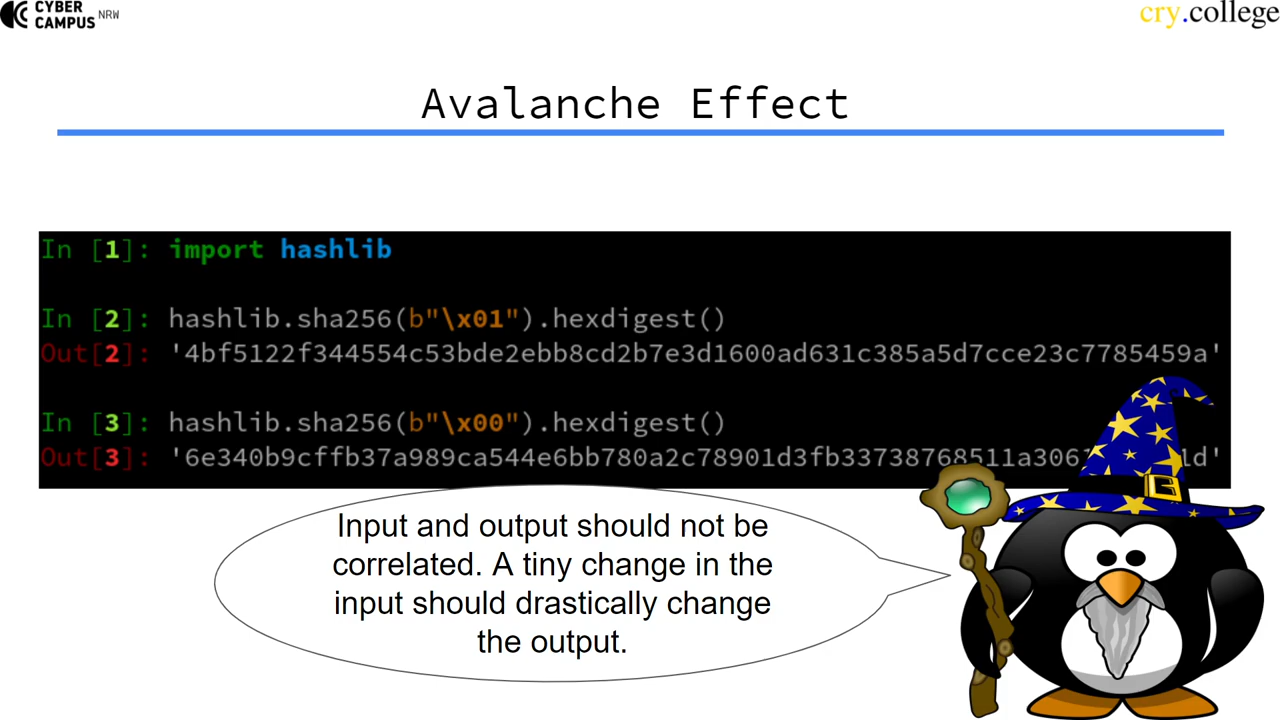 CYBER
CAMPUS NRW
cry.college
Avalanche Effect
In [1]: import hashlib
In [2]: hashlib.sha256(b"\x01").hexdigest()
Out[2]: '4bf5122f344554c53bde2ebb8cd2b7e3d1600ad631c385a5d7cce23c7785459a'
In [3]: hashlib.sha256(b"\x00").hexdigest()
Out[3]: '6e340b9cffb37a989ca544e6bb780a2c78901d3fb33738768511a306 1d'
Input and output should not be
correlated. A tiny change in the
input should drastically change
the output.